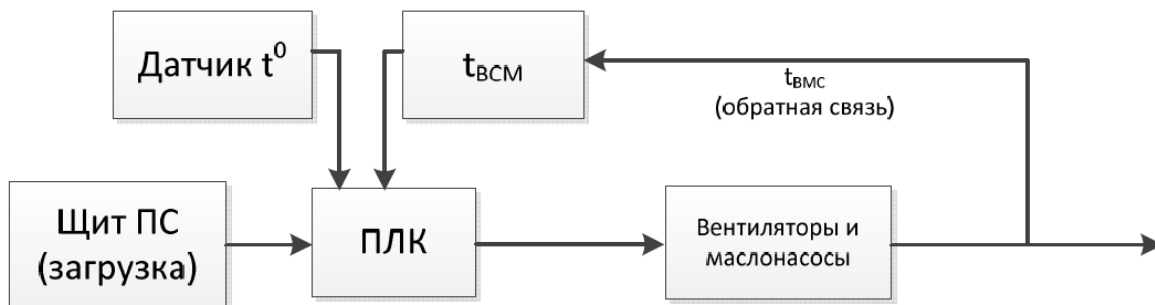 Датчик t⁰
tВСМ
tВМС
(обратная связь)
Щит ПС
(загрузка)
ПЛК
Вентиляторы и
маслонасосы